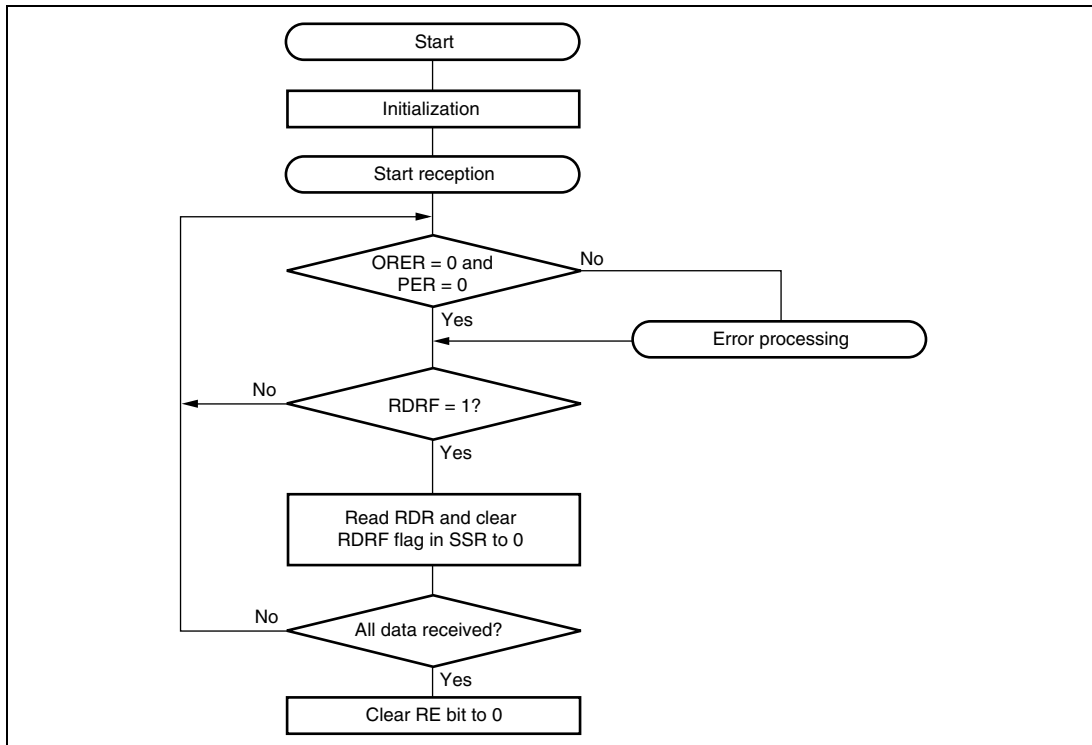 Start
Initialization
Start reception
ORER = 0 and
PER = 0
No
Yes
Error processing
No
RDRF = 1?
Yes
Read RDR and clear
RDRF flag in SSR to 0
No
All data received?
Yes
Clear RE bit to 0